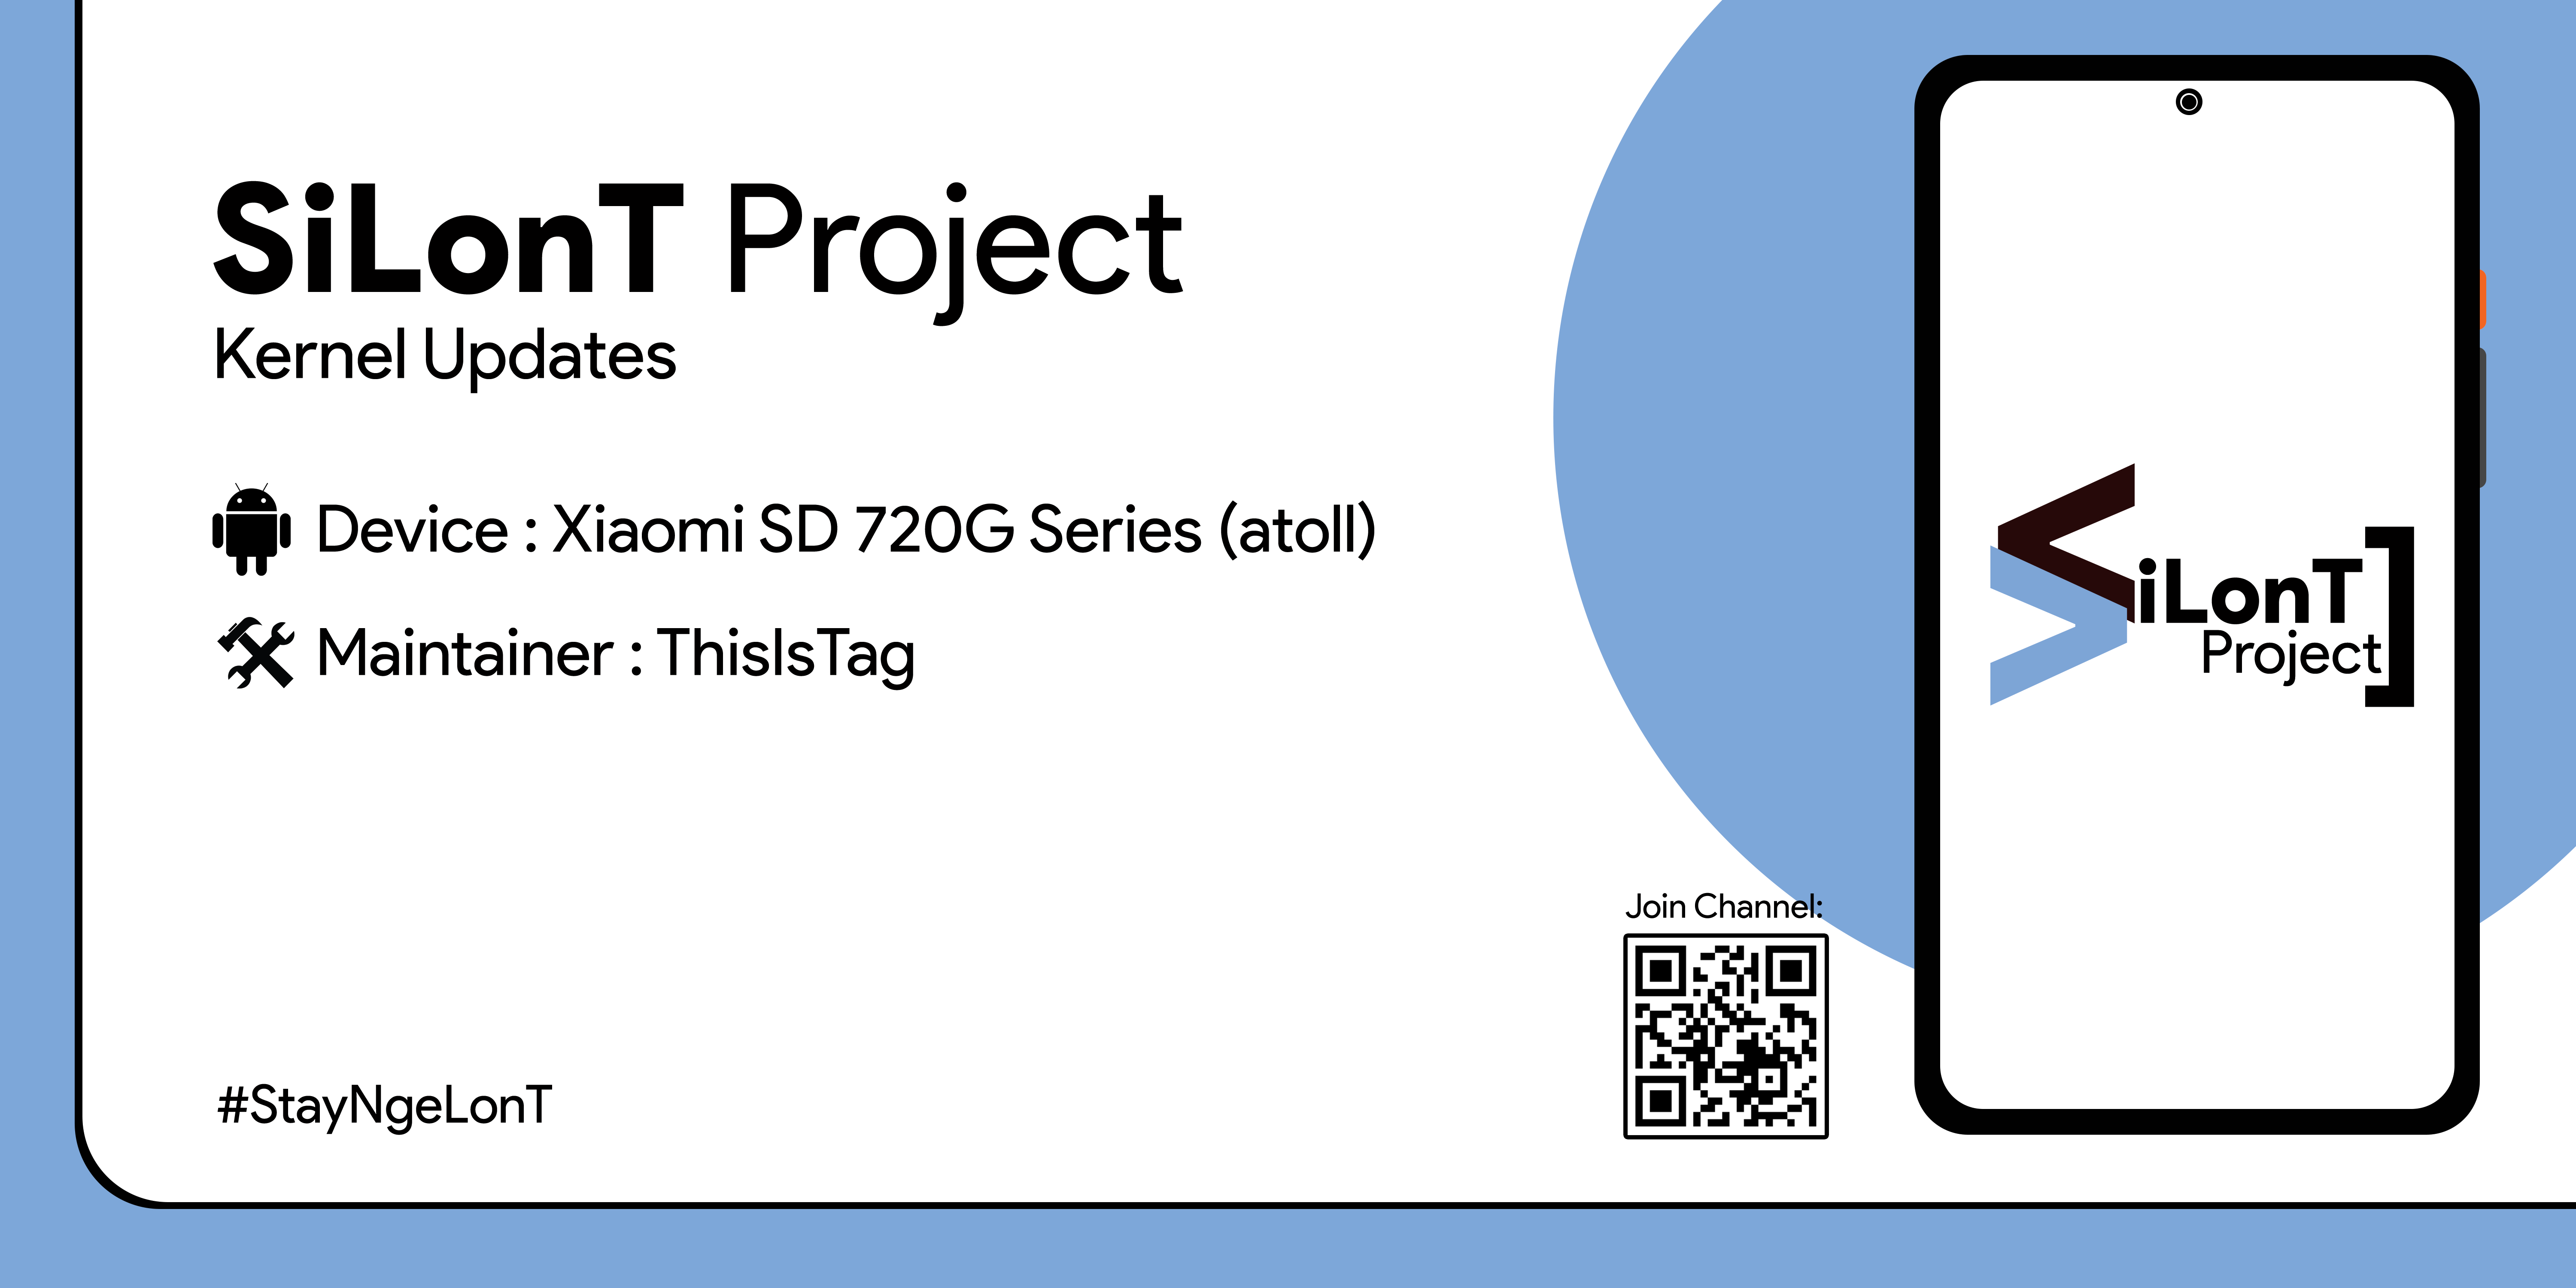 SiLonT Project
Kernel Updates
Device : Xiaomi SD 720G Series (atoll)
Maintainer : ThisIsTag
#StayNgeLonT
Join Channel:
SiLonT
Project